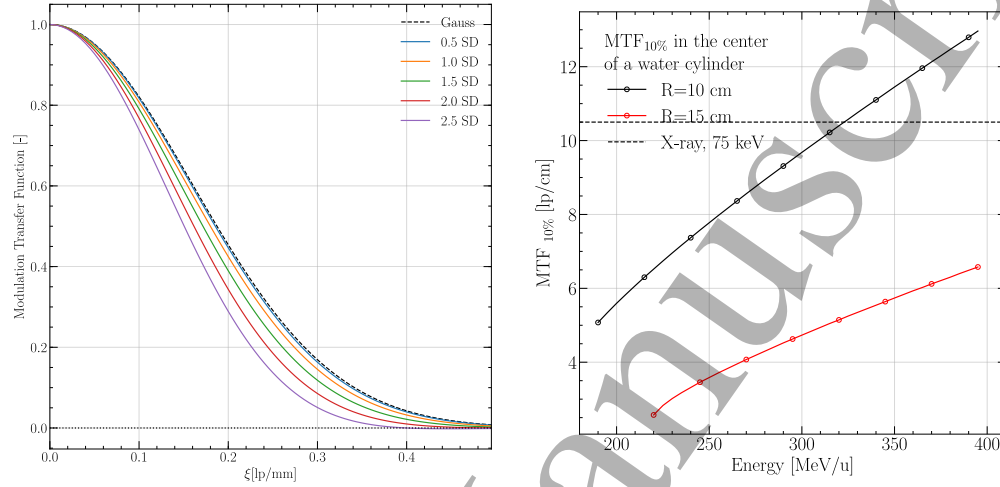 1.0
0.8
0.6
0.4
0.2
0.0
Modulation Transfer Function [-]
0.0 0.1 0.2 0.3 0.4
ξ[lp/mm]
Gauss
0.5 SD
1.0 SD
1.5 SD
2.0 SD
2.5 SD
12
10
8
6
4
MTF 10% [lp/cm]
MTF10% in the center
of a water cylinder
R=10 cm
R=15 cm
X-ray, 75 keV
200 250 300 350 400
Energy [MeV/u]
anuscr